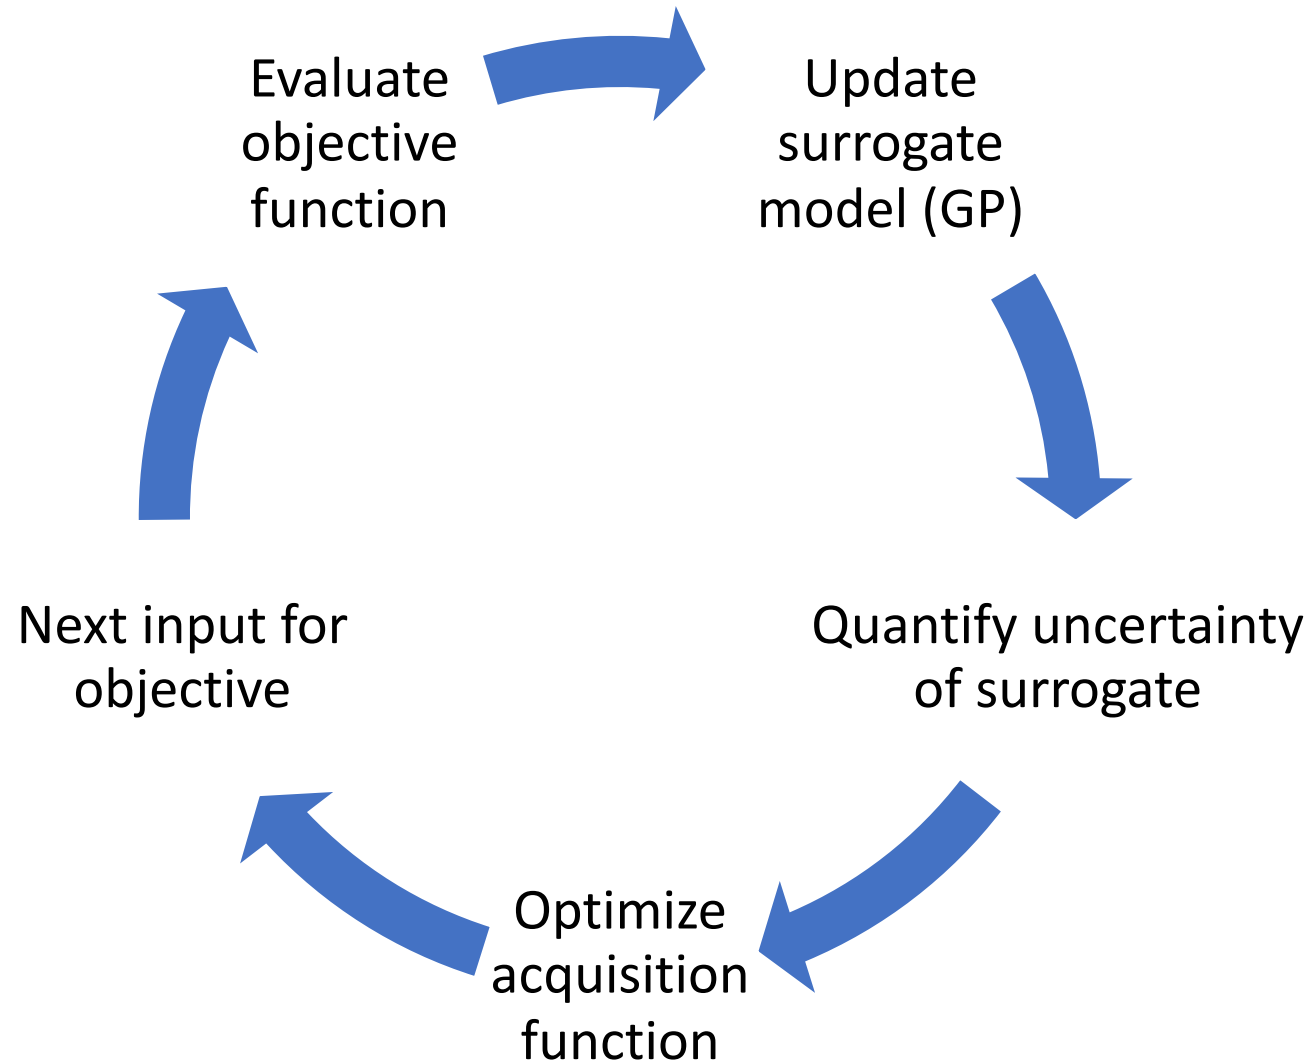 Evaluate
objective
function
Update
surrogate
model (GP)
Quantify uncertainty
of surrogate
Optimize
acquisition
function
Next input for
objective